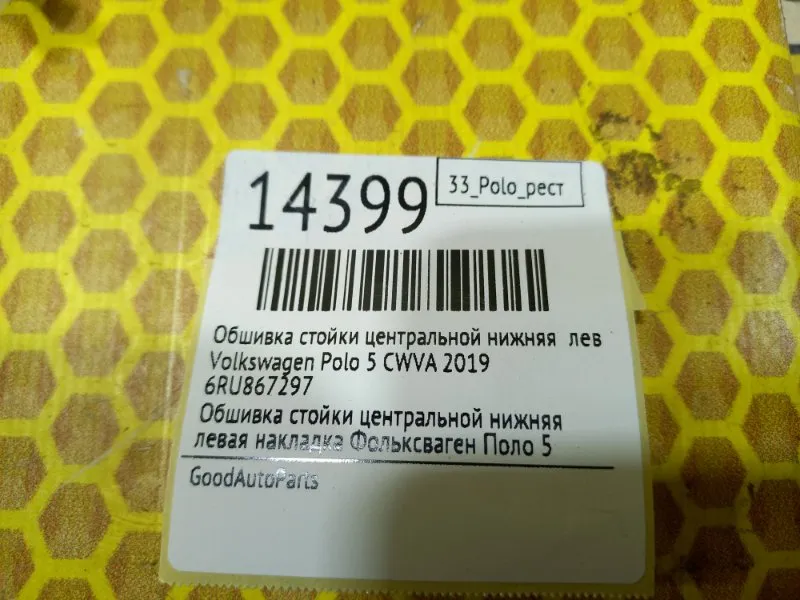 14399
33_Polo_рест
Обшивка стойки центральной нижняя лев
Volkswagen Polo 5 CWVA 2019
6RU867297
Обшивка стойки центральной нижняя
левая накладка Фольксваген Поло 5
GoodAutoParts